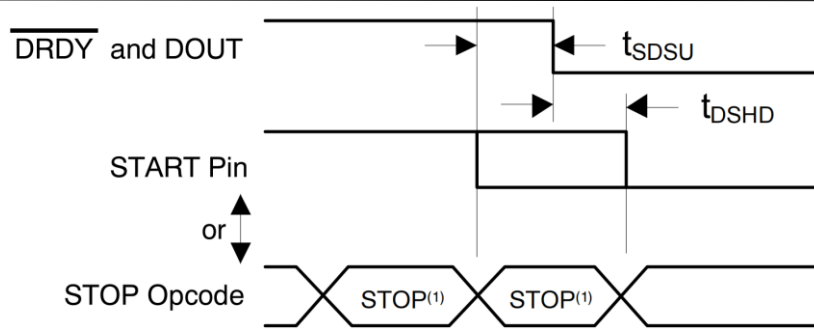 DRDY and DOUT
tSDSU
tDSHD
START Pin
or
STOP Opcode
STOP(1)
STOP(1)